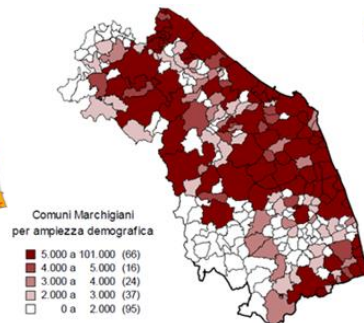 Comuni Marchigiani
per ampiezza demografica
5.000 a 101.000 (66)
4.000 a 5.000 (16)
3.000 a 4.000 (24)
2.000 a 3.000 (37)
0 a 2.000 (95)